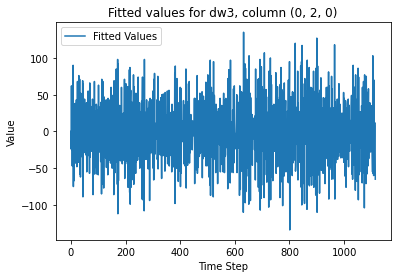 Fitted values for dw3, column (0, 2, 0)
Fitted Values
Value
100
50
0
−50
−100
0
200
400
600
800
1000
Time Step